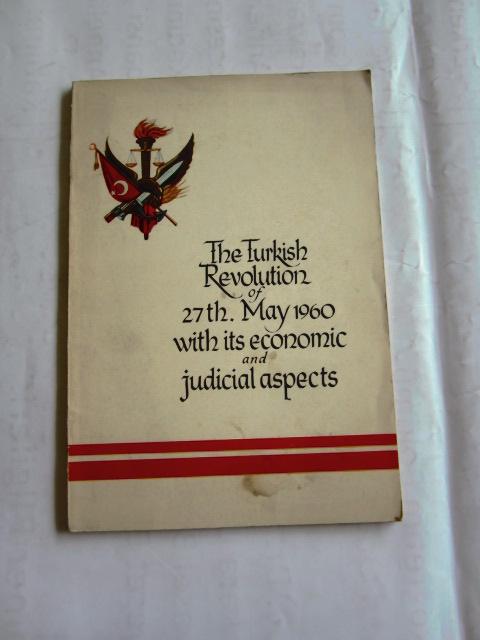 The Turkish
Revolution
of
27th. May 1960
with its economic
and
judicial aspects